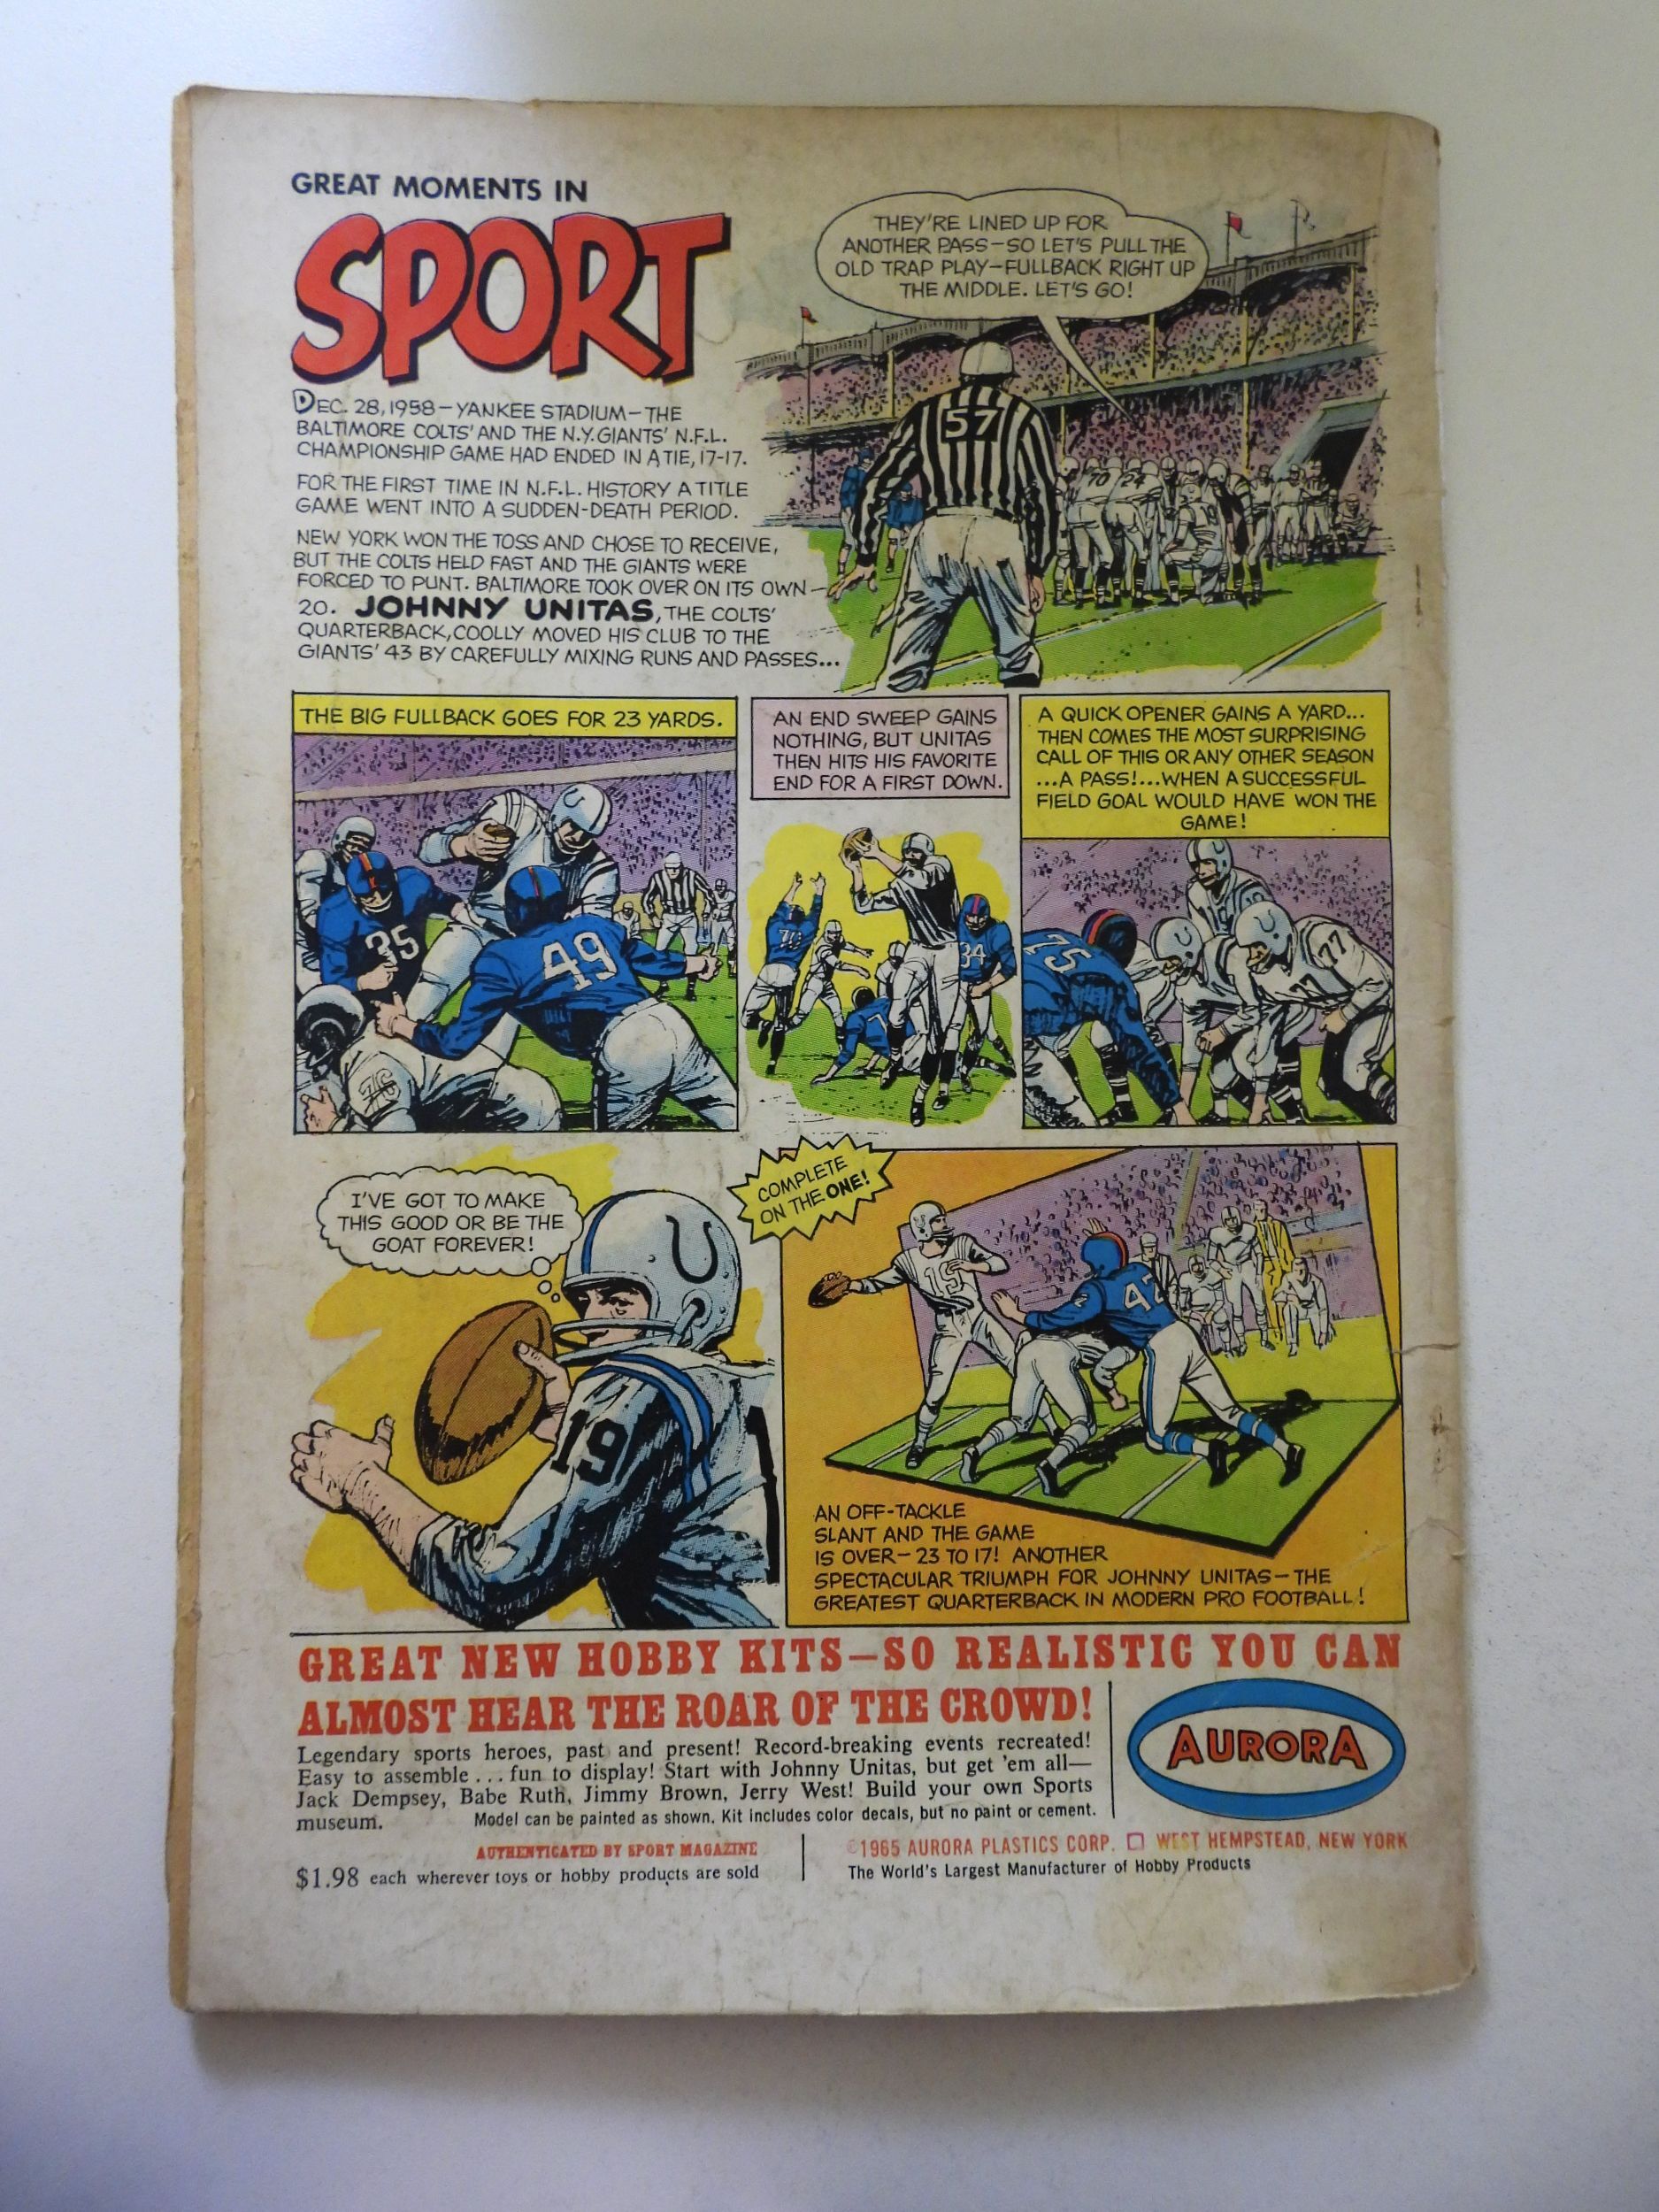 GREAT MOMENTS IN
SPORT
DEC. 28, 1958-YANKEE STADIUM-THE
BALTIMORE COLTS' AND THE N.Y. GIANTS' N.F.L.
CHAMPIONSHIP GAME HAD ENDED IN A TIE, 17-17.
FOR THE FIRST TIME IN N.F.L. HISTORY A TITLE
GAME WENT INTO A SUDDEN-DEATH PERIOD.
NEW YORK WON THE TOSS AND CHOSE TO RECEIVE,
BUT THE COLTS HELD FAST AND THE GIANTS WERE
FORCED TO PUNT. BALTIMORE TOOK OVER ON ITS OWN
20. JOHNNY UNITAS, THE COLTS'
QUARTERBACK, COOLLY MOVED HIS CLUB TO THE
GIANTS' 43 BY CAREFULLY MIXING RUNS AND PASSES...
THEY'RE LINED UP FOR
ANOTHER PASS-SO LET'S PULL THE
OLD TRAP PLAY-FULLBACK RIGHT UP
THE MIDDLE. LET'S GO!
57
70 24
THE BIG FULLBACK GOES FOR 23 YARDS.
35
49
76
AN END SWEEP GAINS
NOTHING, BUT UNITAS
THEN HITS HIS FAVORITE
END FOR A FIRST DOWN.
34
A QUICK OPENER GAINS A YARD...
THEN COMES THE MOST SURPRISING
CALL OF THIS OR ANY OTHER SEASON
...A PASS!...WHEN A SUCCESSFUL
FIELD GOAL WOULD HAVE WON THE
GAME!
75
77
77
I'VE GOT TO MAKE
THIS GOOD OR BE THE
GOAT FOREVER!
19
COMPLETE
ON THE ONE!
19
42
AN OFF-TACKLE
SLANT AND THE GAME
IS OVER-23 TO 17! ANOTHER
SPECTACULAR TRIUMPH FOR JOHNNY UNITAS-THE
GREATEST QUARTERBACK IN MODERN PRO FOOTBALL!
GREAT NEW HOBBY KITS-SO REALISTIC YOU CAN
ALMOST HEAR THE ROAR OF THE CROWD!
Legendary sports heroes, past and present! Record-breaking events recreated!
Easy to assemble...fun to display! Start with Johnny Unitas, but get 'em all—
Jack Dempsey, Babe Ruth, Jimmy Brown, Jerry West! Build your own Sports
museum. Model can be painted as shown. Kit includes color decals, but no paint or cement.
AURORA
AUTHENTICATED BY SPORT MAGAZINE
$1.98 each wherever toys or hobby products are sold
©1965 AURORA PLASTICS CORP. □ WEST HEMPSTEAD, NEW YORK
The World's Largest Manufacturer of Hobby Products